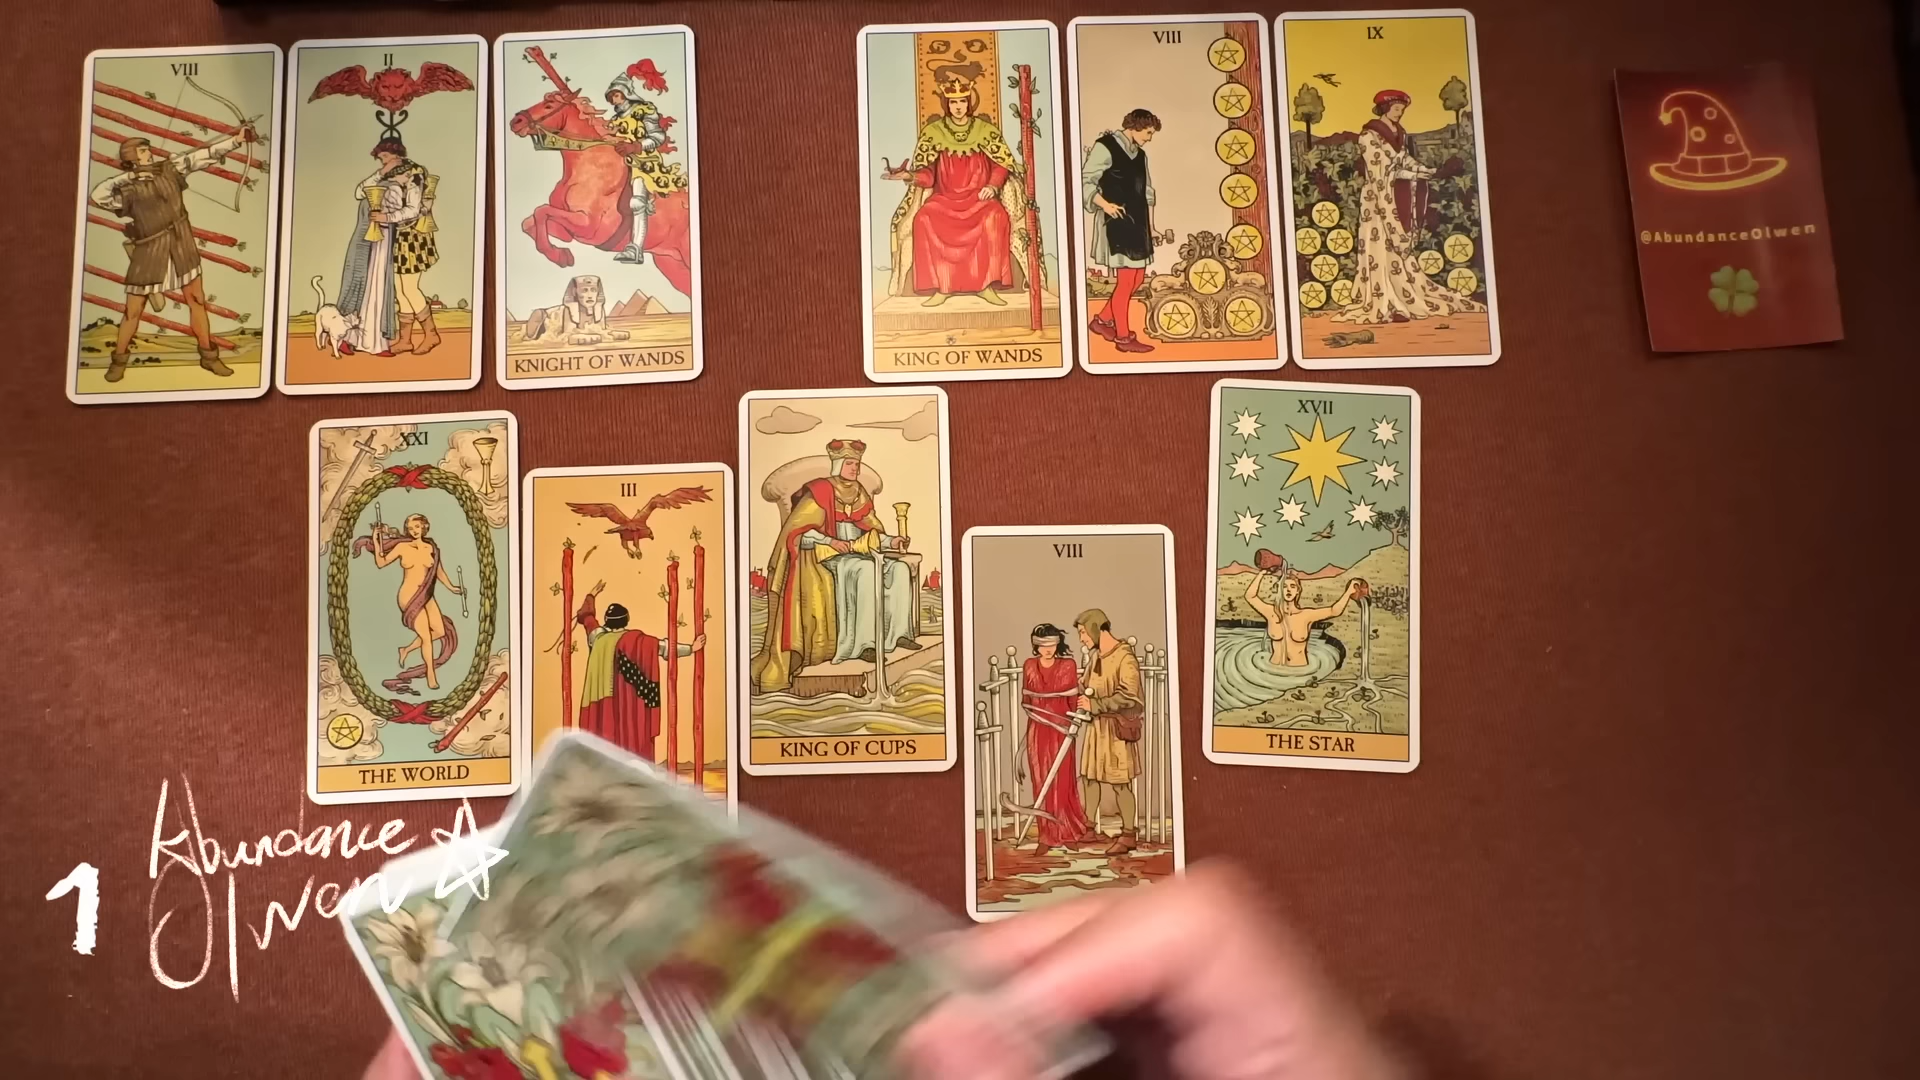 VIII
II
KNIGHT OF WANDS
KING OF WANDS
VIII
IX
@AbundanceOlwen
XXI
THE WORLD
III
KING OF CUPS
VIII
XVII
THE STAR
1
Abundance
Olwen